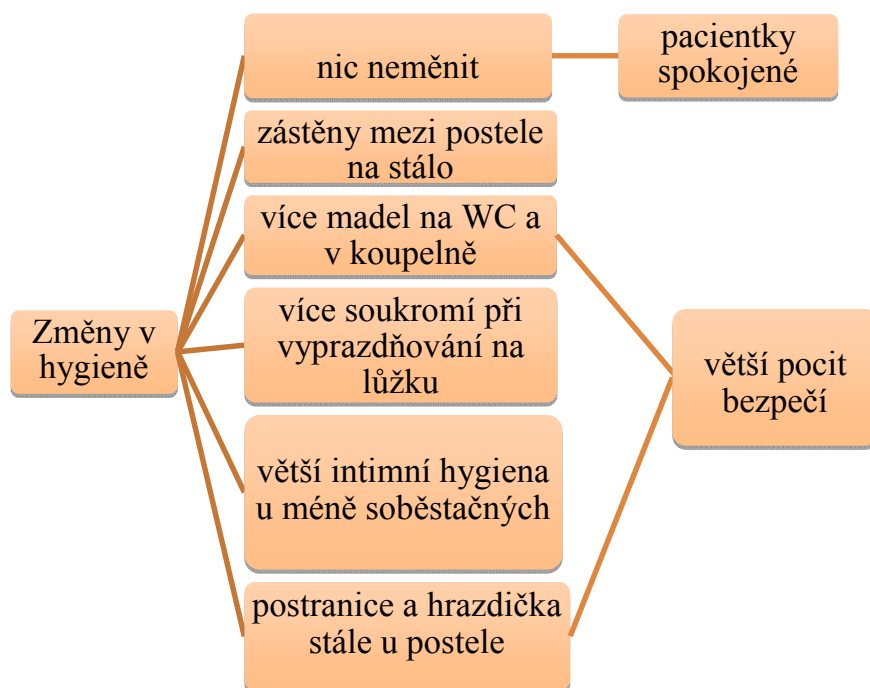 Změny v
hygieně
nic neměnit
pacientky
spokojené
zástěny mezi postele
na stálo
více madel na WC a
v koupelně
více soukromí při
vyprazdňování na
lůžku
větší intimní hygiena
u méně soběstačných
postranice a hrazdička
stále u postele
větší pocit
bezpečí